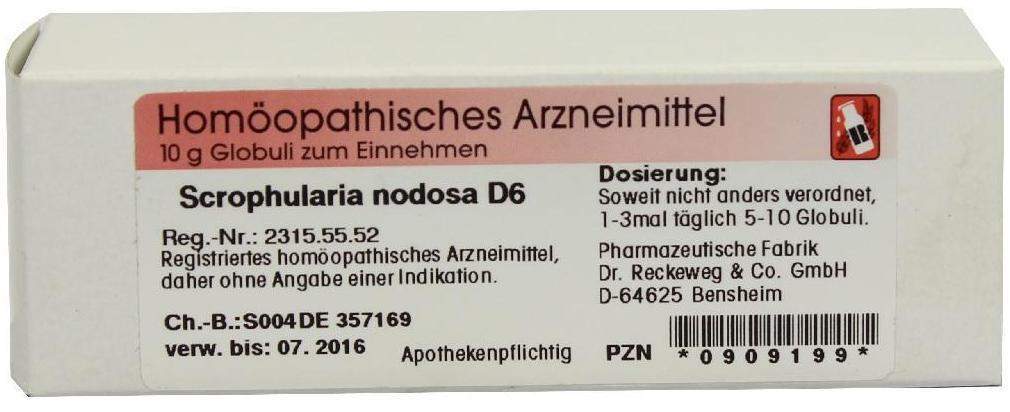 Homöopathisches Arzneimittel
10 g Globuli zum Einnehmen
Scrophularia nodosa D6
Reg.-Nr.: 2315.55.52
Registriertes homöopathisches Arzneimittel,
daher ohne Angabe einer Indikation.
Ch.-B.:S004DE 357169
verw. bis: 07. 2016
Apothekenpflichtig
Dosierung:
Soweit nicht anders verordnet,
1-3mal täglich 5-10 Globuli.
Pharmazeutische Fabrik
Dr. Reckeweg & Co. GmbH
D-64625 Bensheim
PZN *0909199*